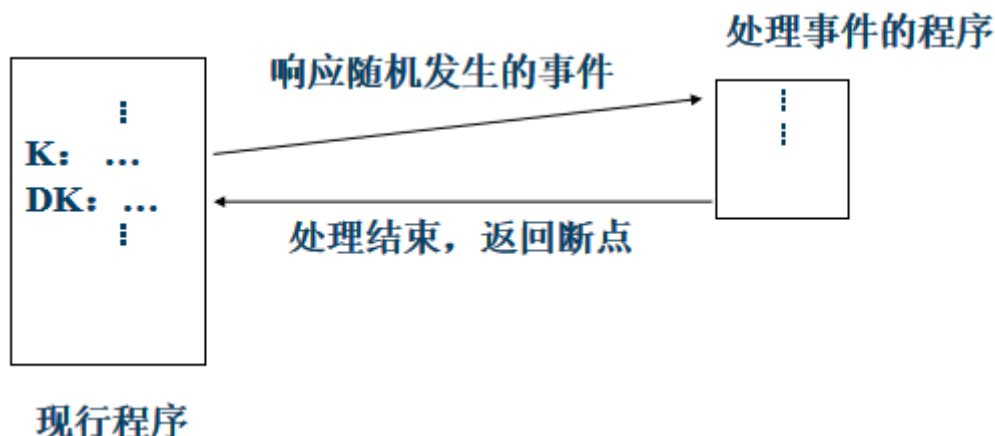 处理事件的程序
响应随机发生的事件
K：…
DK：…
处理结束，返回断点
现行程序